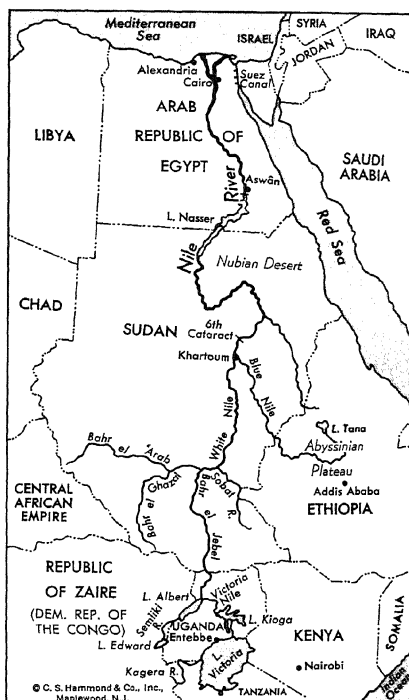 Mediterranean
Sea
SYRIA
ISRAEL
IRAQ
JORDAN
Alexandria
Cairo
Suez
Canal
ARAB
REPUBLIC OF
EGYPT
LIBYA
SAUDI
ARABIA
River
Aswân
L. Nasser
Red Sea
Nile
Nubian Desert
CHAD
SUDAN
6th
Cataract
Khartoum
Blue
Nile
White Nile
L. Tana
Abyssinian
Plateau
Addis Ababa
ETHIOPIA
Bahr el 'Arab
Bahr el Ghazal
Sobat R.
Bahr el Jebel
CENTRAL
AFRICAN
EMPIRE
REPUBLIC
OF ZAIRE
(DEM. REP. OF
THE CONGO)
L. Albert
Victoria
Nile
Semliki
R.
UGANDA
Entebbe
L. Kioga
L. Edward
L.
Victoria
Kagera R.
KENYA
Nairobi
SOMALIA
TANZANIA
Indian
© C. S. Hammond & Co., Inc.,
Maplewood, N. J.